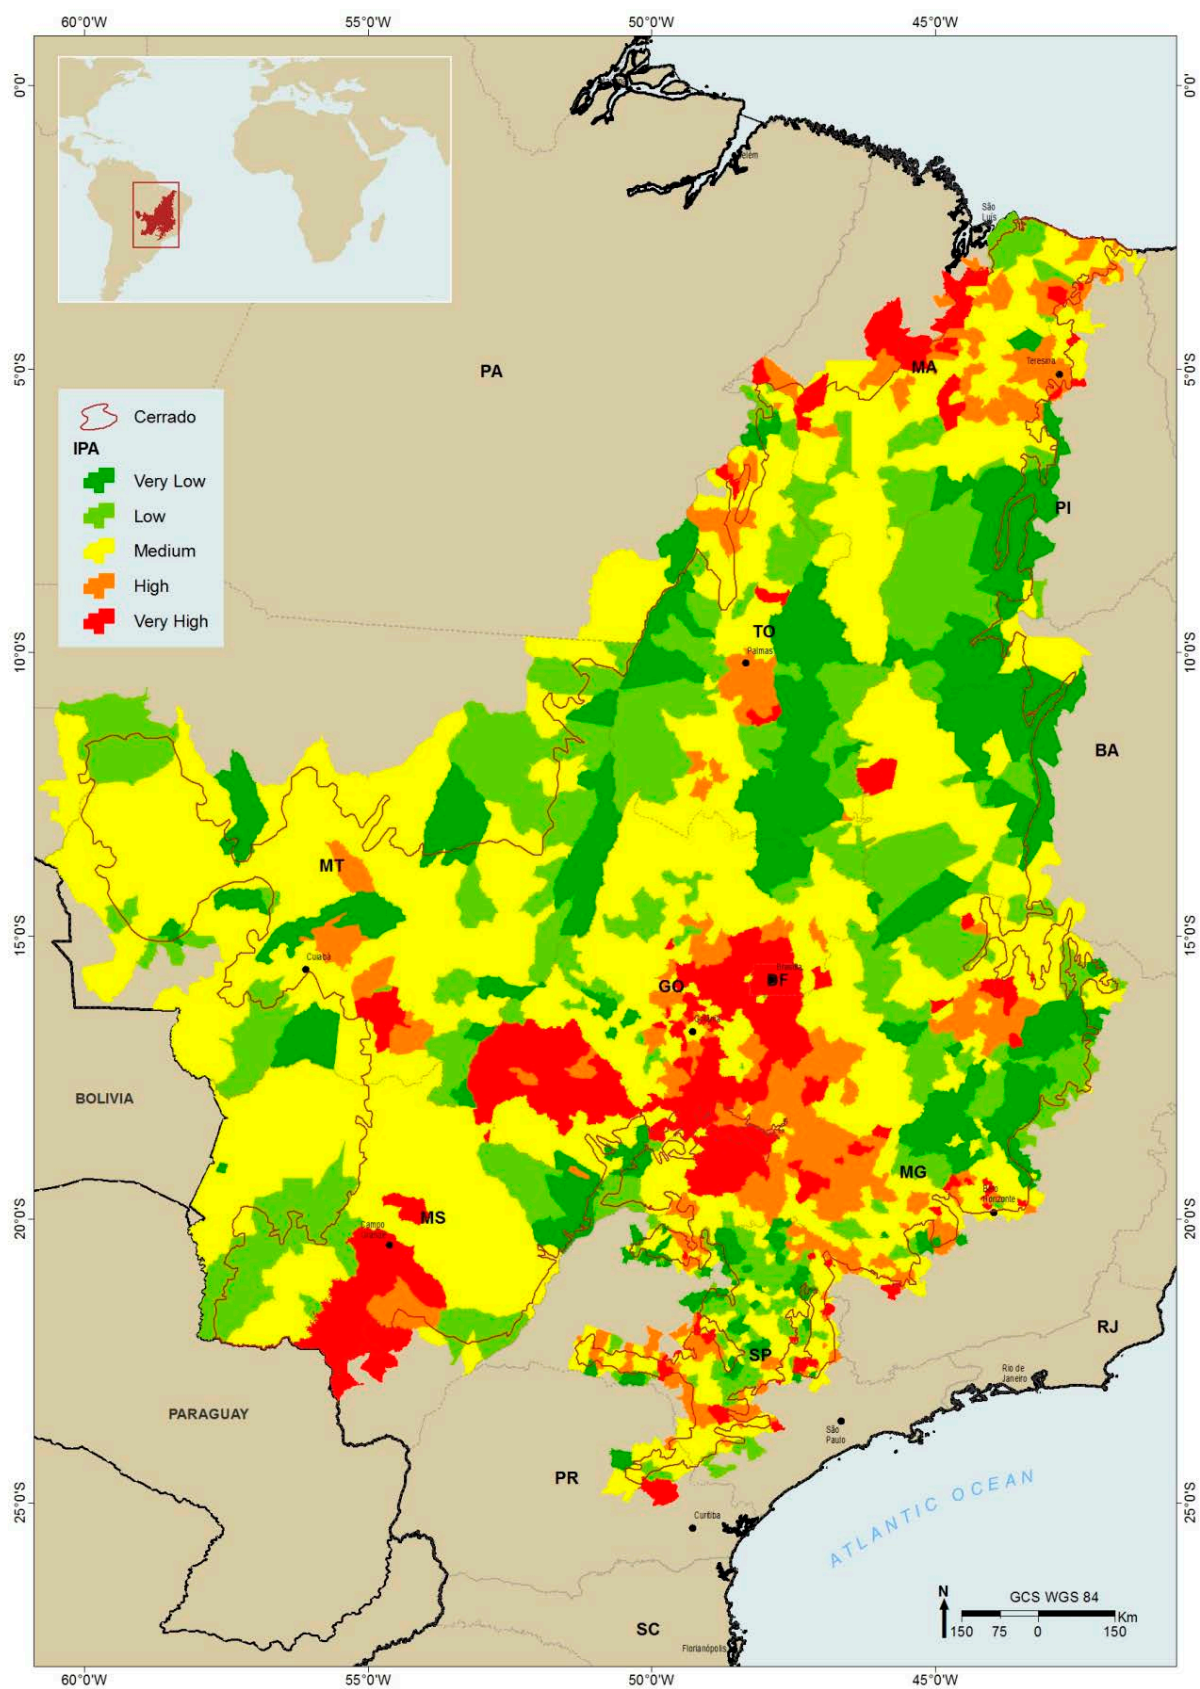 60°0'W 55°0'W 50°0'W 45°0'W
0°0'
0°0'
São
Luís
PA
MA
5°0'S
5°0'S
Teresina
Cerrado
IPA
Very Low
Low
Medium
High
Very High
PI
TO
Palmas
10°0'S
10°0'S
BA
MT
15°0'S
15°0'S
Cuiabá
GO
DF
BOLIVIA
MG
Belo
Horizonte
20°0'S
20°0'S
MS
Campo
RJ
SP
Rio de
Janeiro
PARAGUAY
São
Paulo
PR
25°0'S
25°0'S
Curitiba
ATLANTIC OCEAN
N
GCS WGS 84
150 75 0 150 Km
SC
Florianópolis
60°0'W 55°0'W 50°0'W 45°0'W